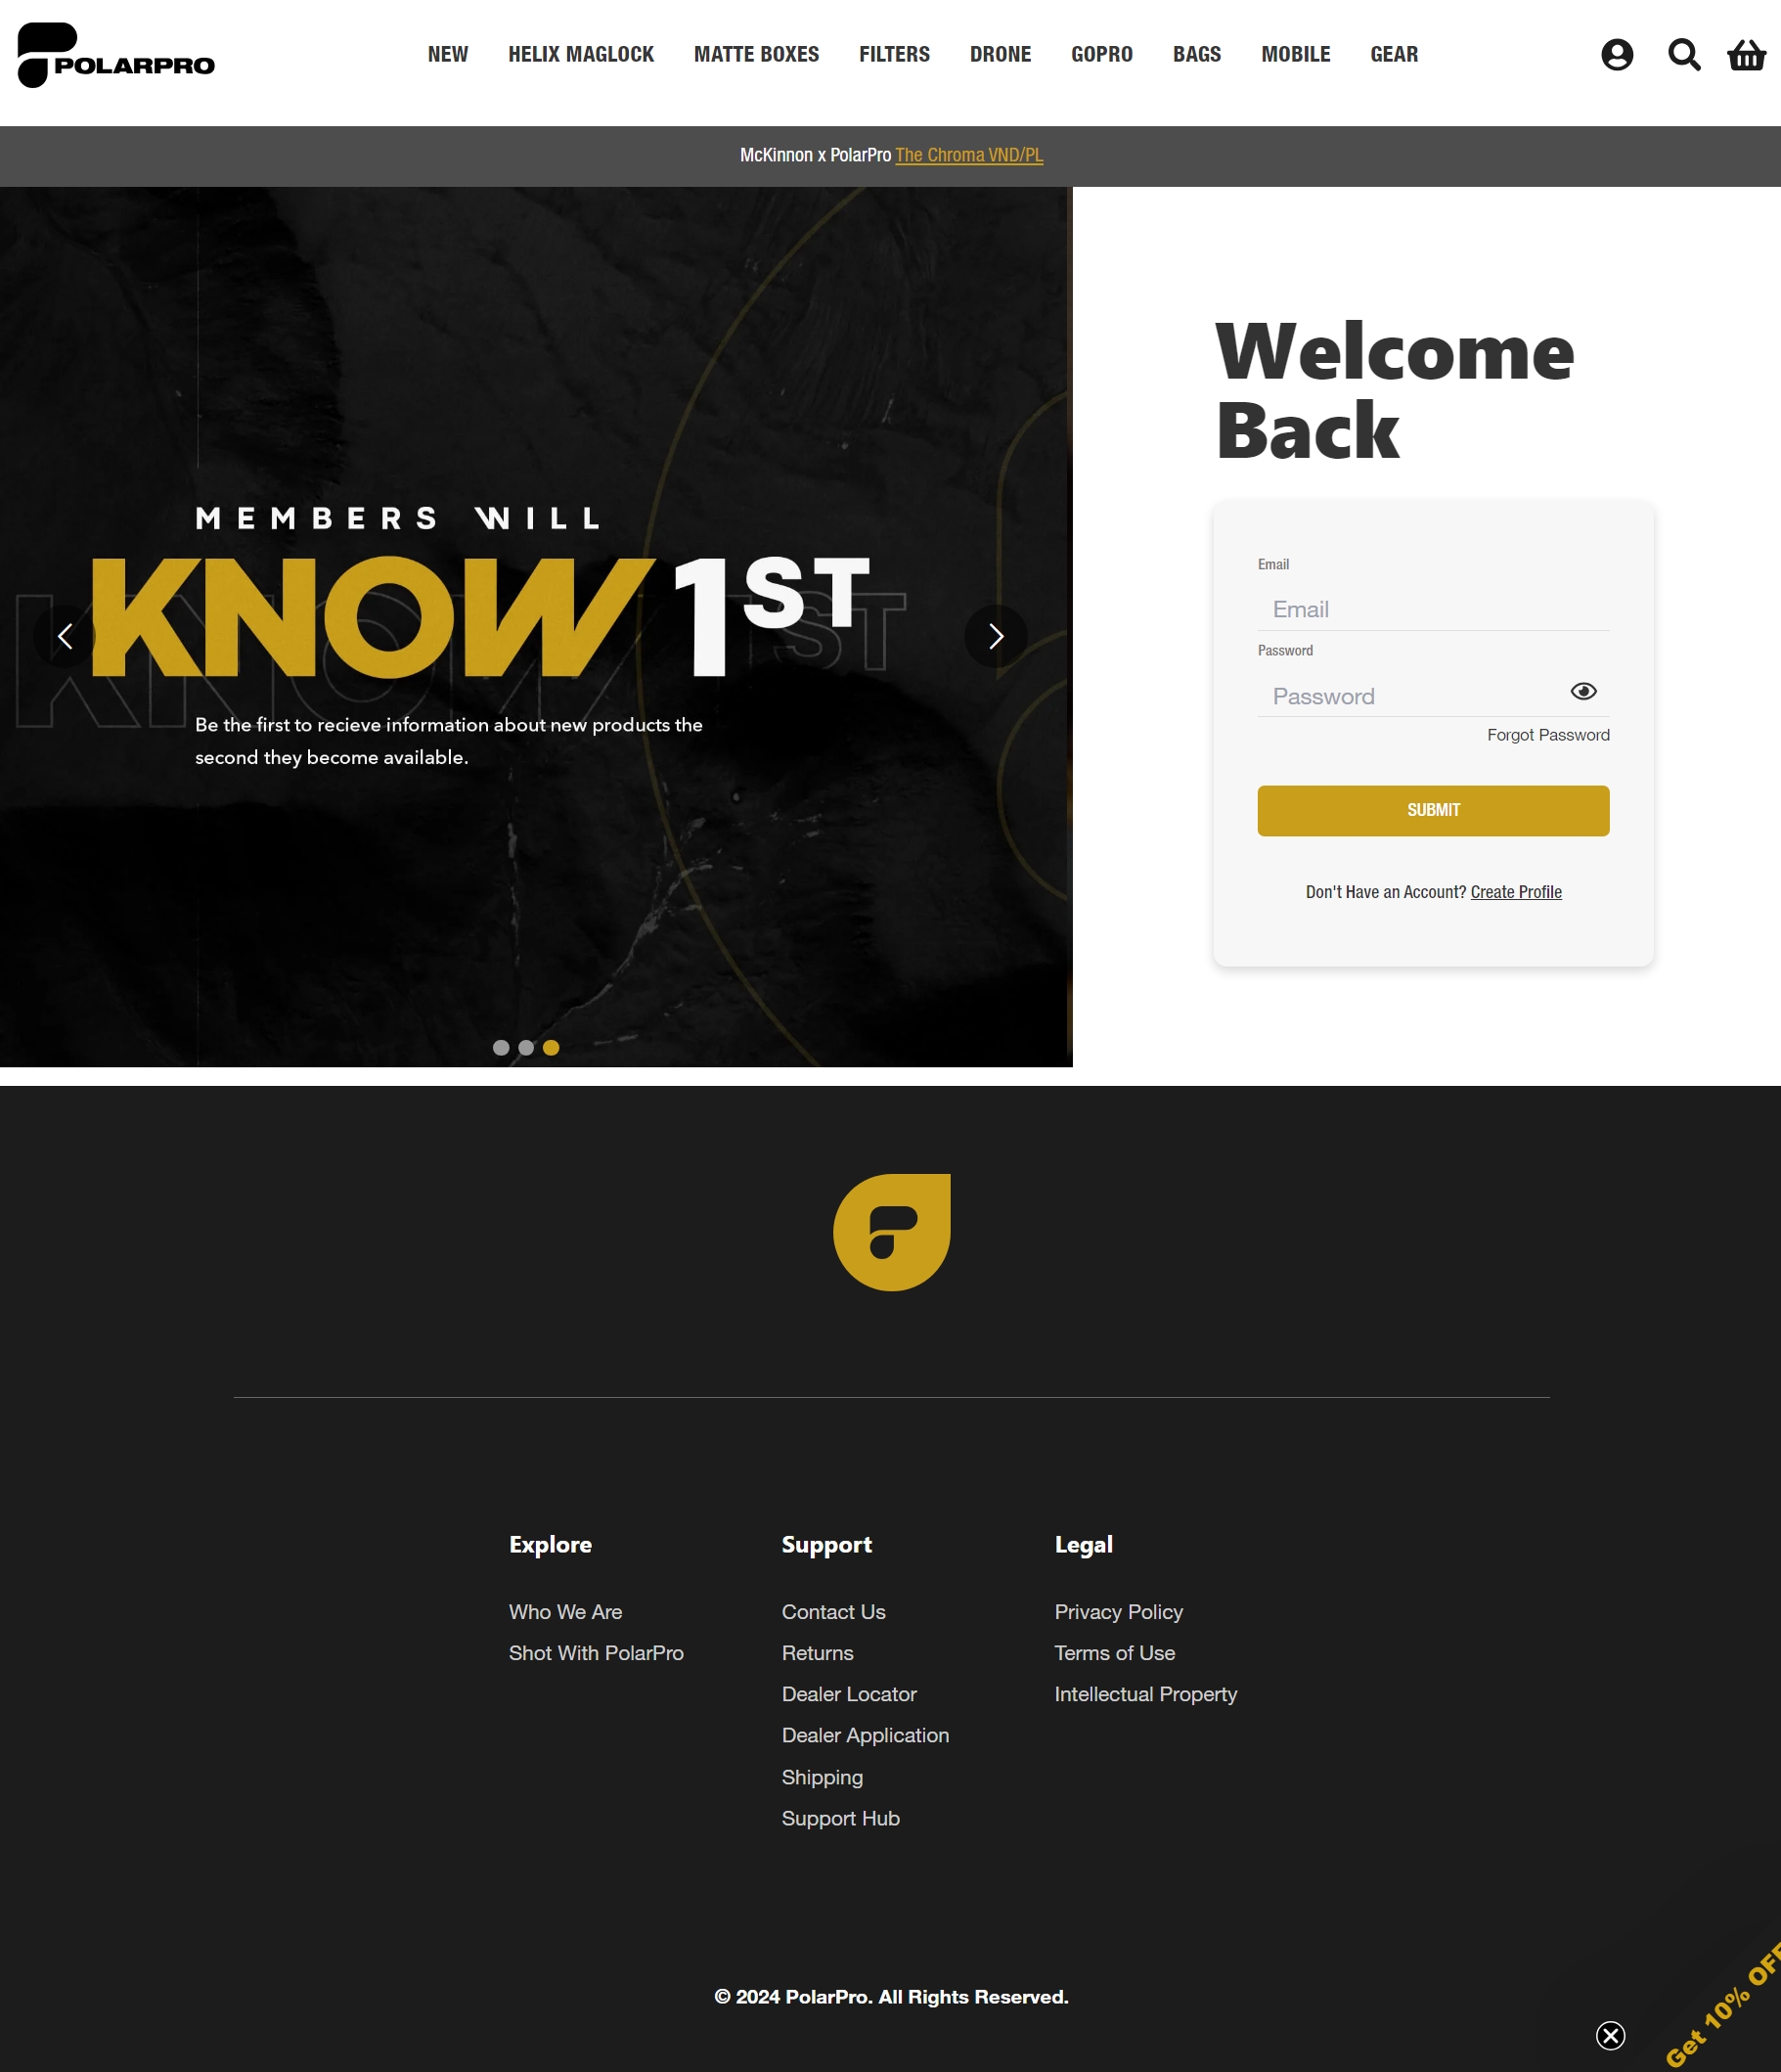 POLARPRO
NEW HELIX MAGLOCK MATTE BOXES FILTERS DRONE GOPRO BAGS MOBILE GEAR
McKinnon x PolarPro The Chroma VND/PL
MEMBERS WILL
KNOW 1ST
KNOW 1ST
Be the first to recieve information about new products the
second they become available.
Welcome
Back
Email
Email
Password
Password
Forgot Password
SUBMIT
Don't Have an Account? Create Profile
Explore
Who We Are
Shot With PolarPro
Support
Contact Us
Returns
Dealer Locator
Dealer Application
Shipping
Support Hub
Legal
Privacy Policy
Terms of Use
Intellectual Property
© 2024 PolarPro. All Rights Reserved.
Get 10% OFF